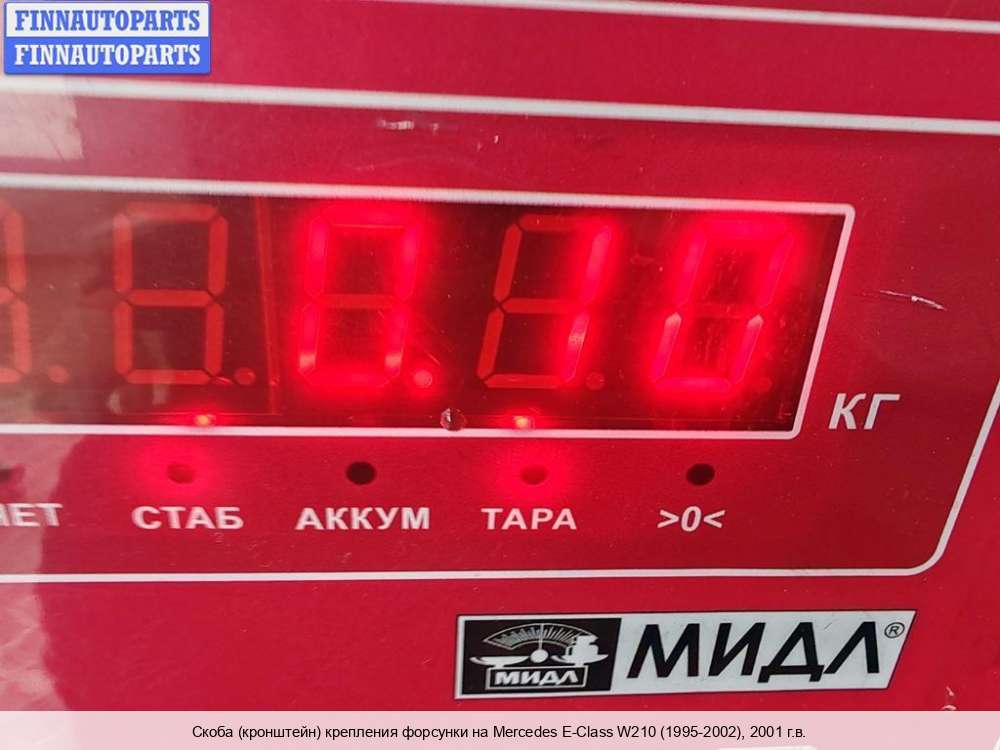 FINNAUTOPARTS
FINNAUTOPARTS
0.10
КГ
СТАБ АККУМ ТАРА >0<
МИДЛ МИДЛ®
Скоба (кронштейн) крепления форсунки на Mercedes E-Class W210 (1995-2002), 2001 г.в.